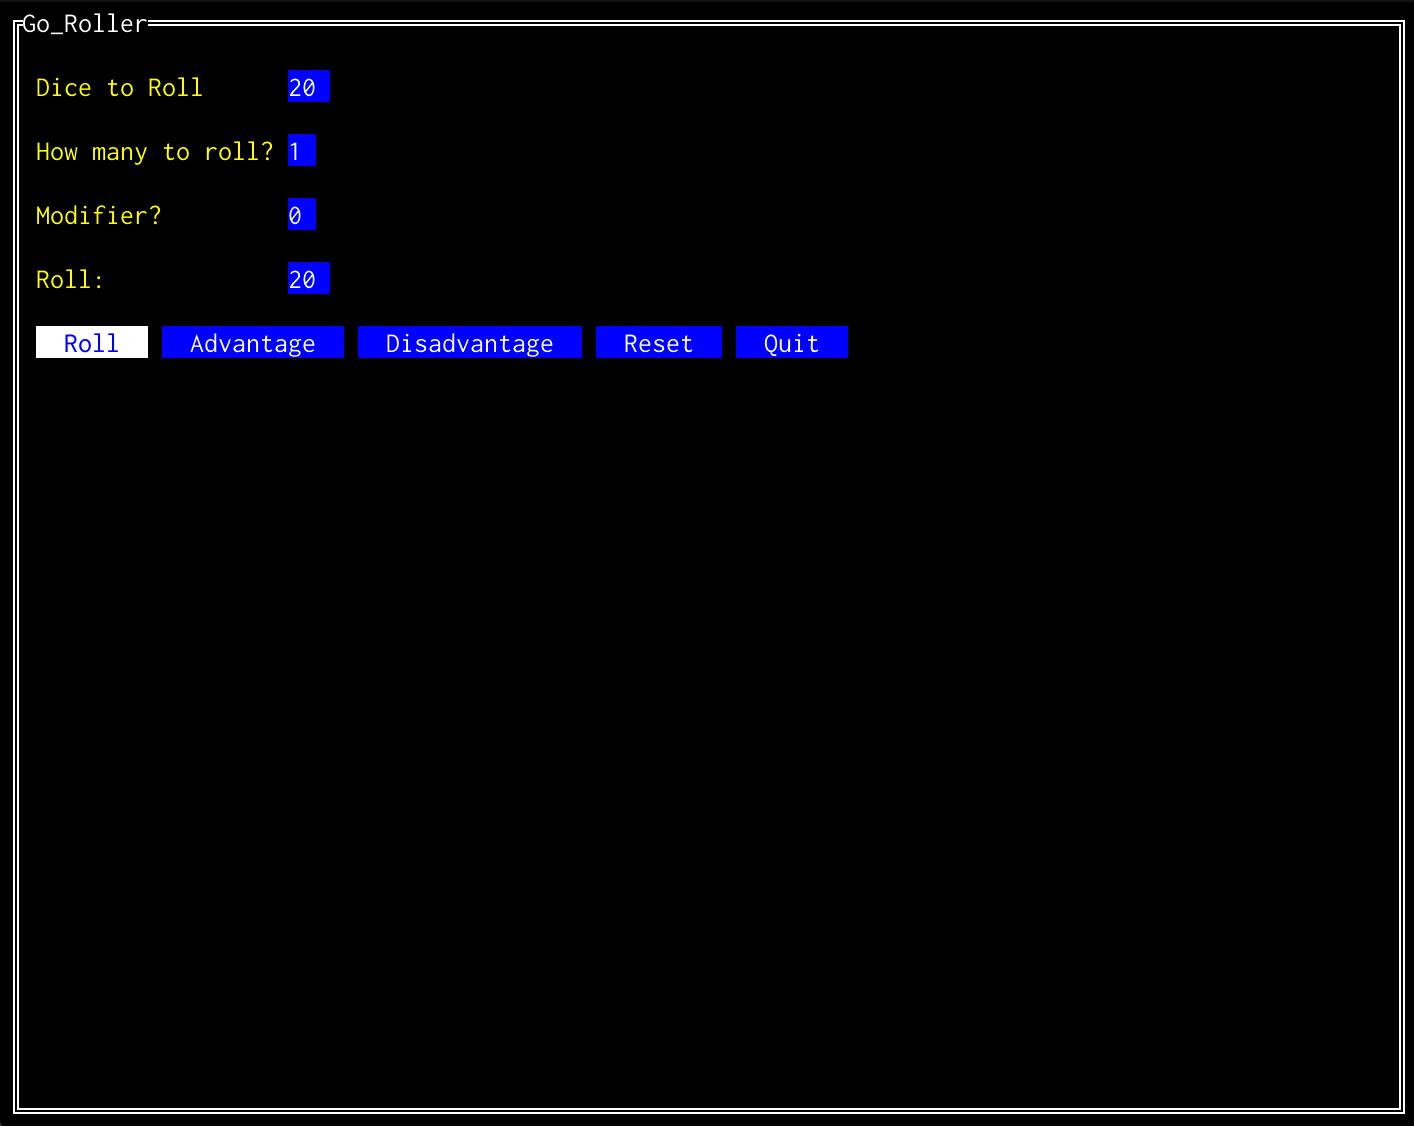 Go_Roller
Dice to Roll 20
How many to roll? 1
Modifier? 0
Roll: 20
Roll Advantage Disadvantage Reset Quit